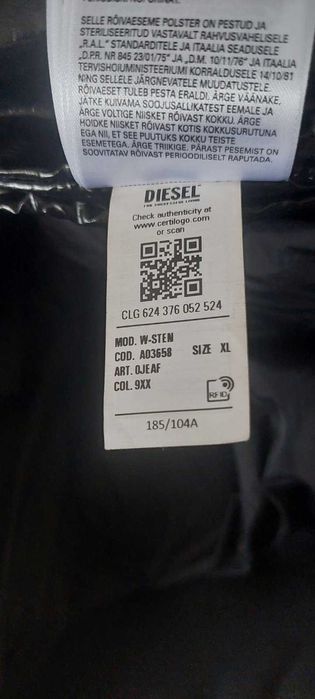 SELLE RÕIVAESEME POLSTER ON PESTUD JA
STERILISEERITUD VASTAVALT RAHVUSVAHELISELE
„R.A.L." STANDARDITELE JA ITAALIA SEADUSELE
„D.P.R. NR 845 23/01/75" JA „D.M. 10/11/76" JA ITAALIA
TERVISHOIUMINISTEERIUMI KORRALDUSELE 14/10/81
NING SELLELE JÄRGNEVATELE MUUDATUSTELE.
RÕIVAESET TULEB PESTA ERALDI. ÄRGE VÄÄNAKE,
JATKE KUIVAMA SOOJUSALLIKATEST EEMALE JA
ÄRGE VOLTIGE NIISKET RÕIVAST KOKKU. ÄRGE
HOIDKE NIISKET RÕIVAST KOTIS KOKKUSURUTUNA
EGA NII, ET SEE PUUTUKS KOKKU TEISTE
ESEMETEGA. ÄRGE TRIIKIGE. PÄRAST PESEMIST ON
SOOVITATAV RÕIVAST PERIOODILISELT RAPUTADA.
DIESEL
FOR SUCCESSFUL LIVING
Check authenticity at
www.certilogo.com
or scan
CLG 624 376 052 524
MOD. W-STEN
COD. A03658 SIZE XL
ART. 0JEAF
COL. 9XX
RFID
185/104A